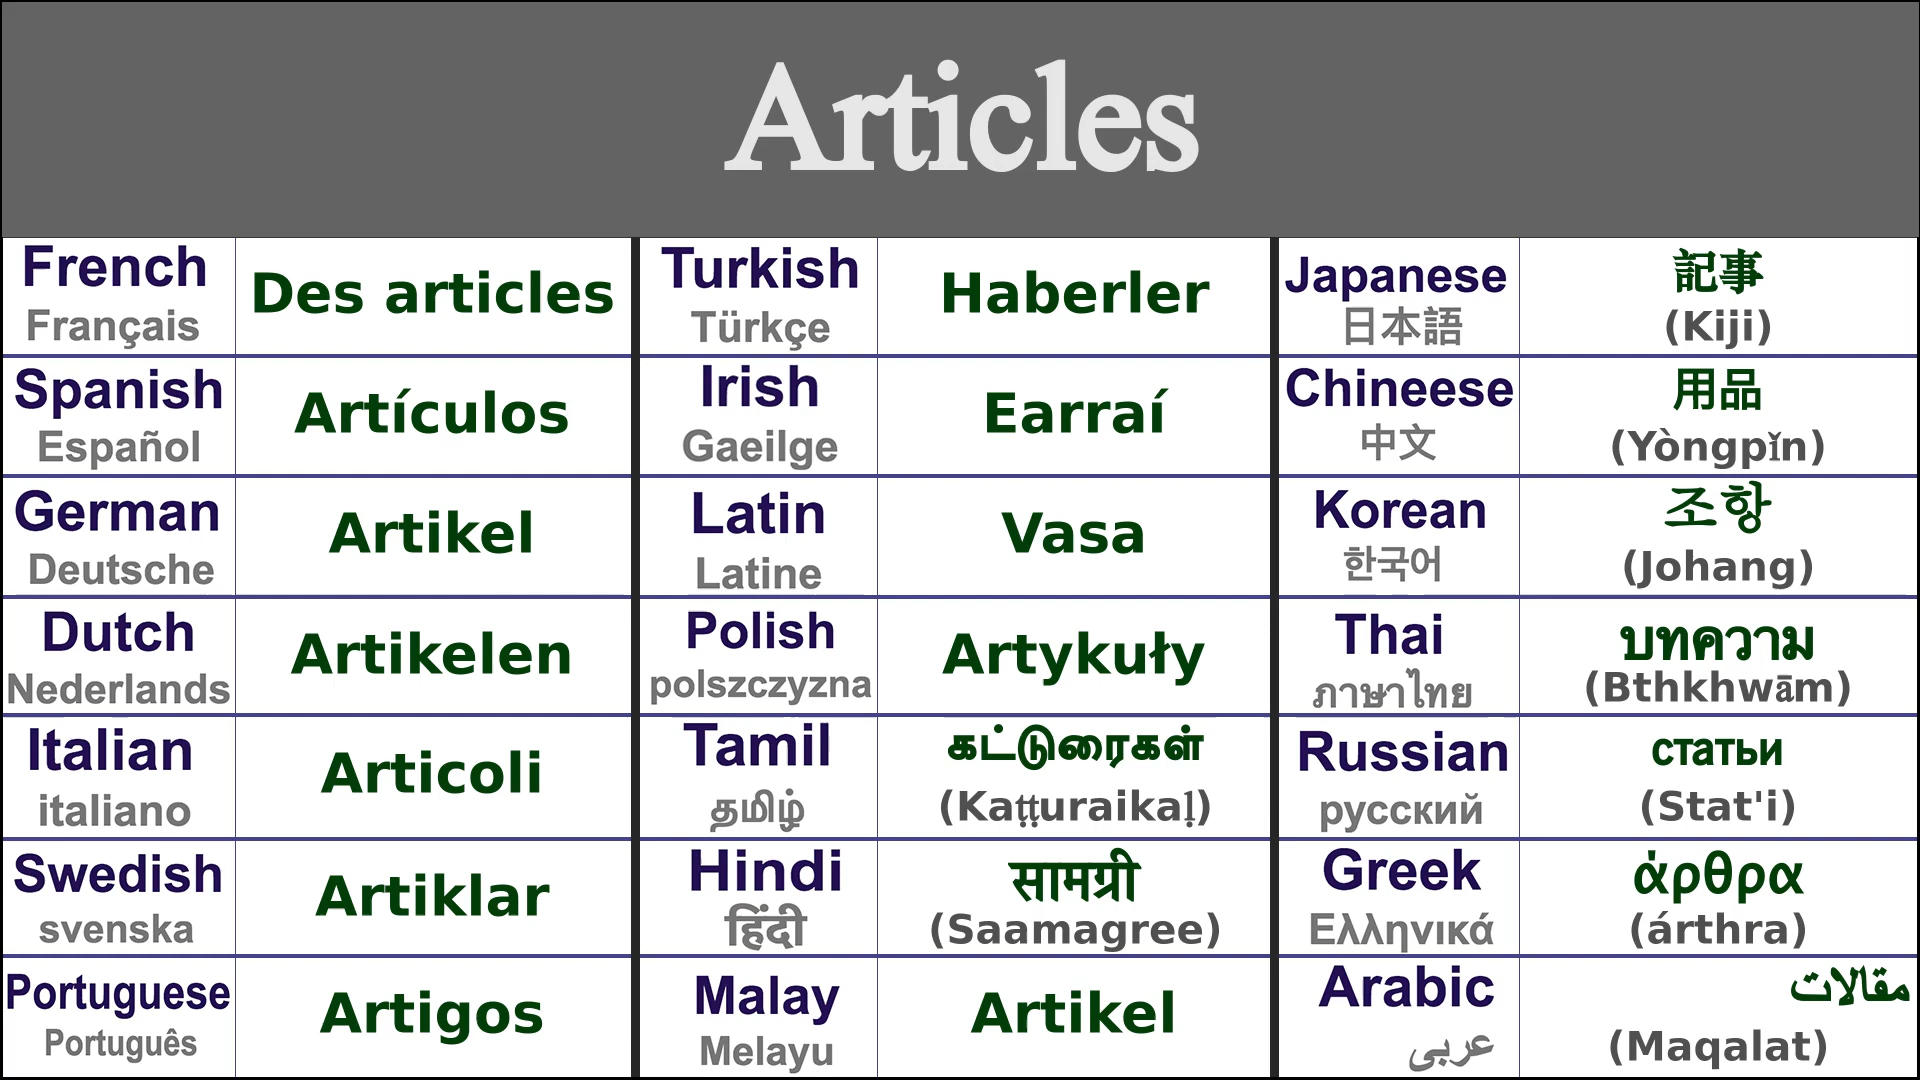 Articles
French
Français
Des articles
Turkish
Türkçe
Haberler
Japanese
日本語
記事
(Kiji)
Spanish
Español
Artículos
Irish
Gaeilge
Earraí
Chineese
中文
用品
(Yòngpǐn)
German
Deutsche
Artikel
Latin
Latine
Vasa
Korean
한국어
조항
(Johang)
Dutch
Nederlands
Artikelen
Polish
polszczyzna
Artykuły
Thai
ภาษาไทย
บทความ
(Bthkhwām)
Italian
italiano
Articoli
Tamil
தமிழ்
கட்டுரைகள்
(Kaṭṭuraikaḷ)
Russian
русский
статьи
(Stat'i)
Swedish
svenska
Artiklar
Hindi
हिंदी
सामग्री
(Saamagree)
Greek
Ελληνικά
άρθρα
(árthra)
Portuguese
Português
Artigos
Malay
Melayu
Artikel
Arabic
عربى
مقالات
(Maqalat)